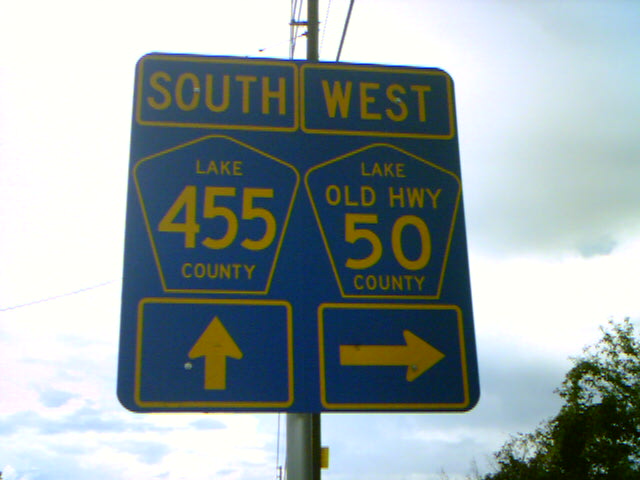 SOUTH WEST
LAKE
455
COUNTY
LAKE
OLD HWY
50
COUNTY